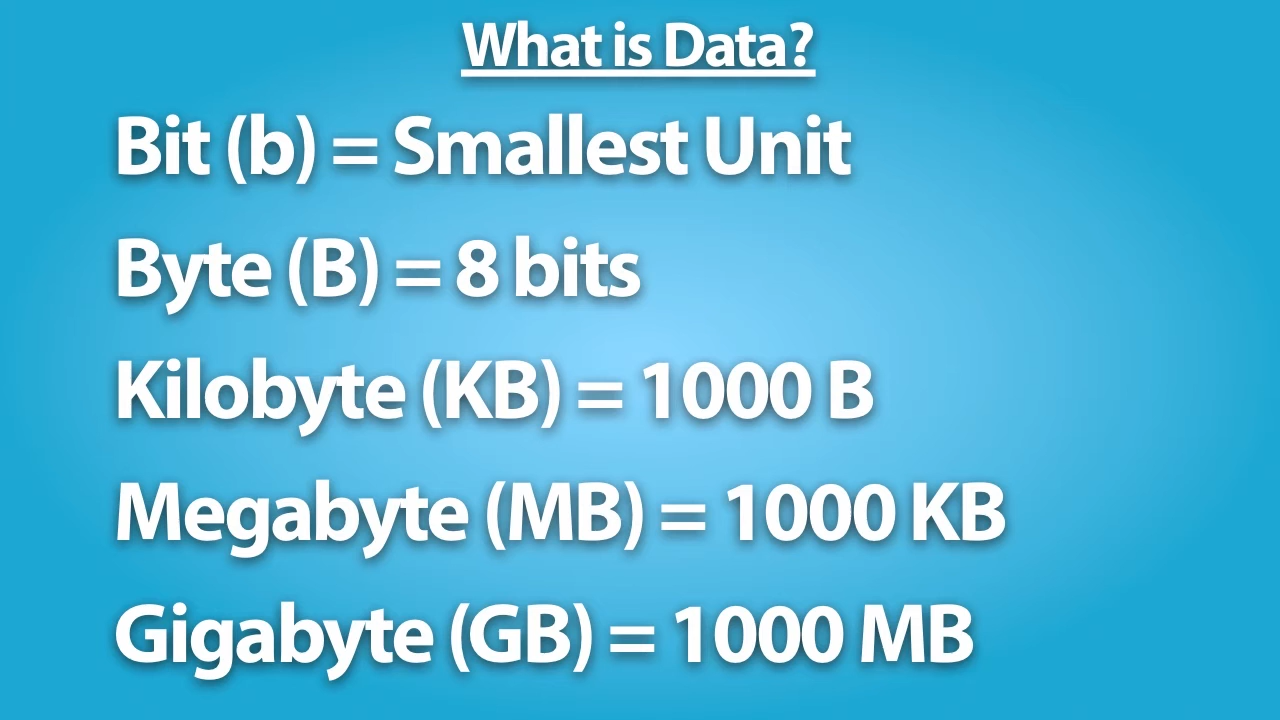 What is Data?
Bit (b) = Smallest Unit
Byte (B) = 8 bits
Kilobyte (KB) = 1000 B
Megabyte (MB) = 1000 KB
Gigabyte (GB) = 1000 MB